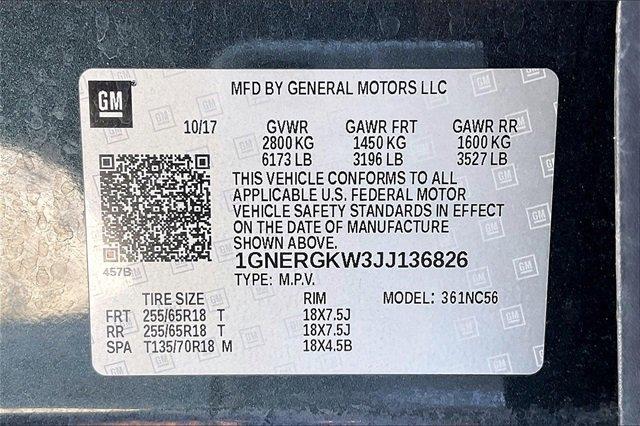 GM
MFD BY GENERAL MOTORS LLC
10/17 GVWR GAWR FRT GAWR RR
2800 KG 1450 KG 1600 KG
6173 LB 3196 LB 3527 LB
THIS VEHICLE CONFORMS TO ALL
APPLICABLE U.S. FEDERAL MOTOR
VEHICLE SAFETY STANDARDS IN EFFECT
ON THE DATE OF MANUFACTURE
SHOWN ABOVE.
1GNERGKW3JJ136826
457B
TYPE: M.P.V.
TIRE SIZE RIM MODEL: 361NC56
FRT 255/65R18 T 18X7.5J
RR 255/65R18 T 18X7.5J
SPA T135/70R18 M 18X4.5B